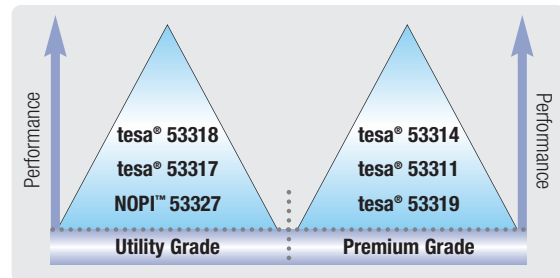 Performance
tesa® 53318
tesa® 53317
NOPI™ 53327
Utility Grade
tesa® 53314
tesa® 53311
tesa® 53319
Premium Grade
Performance